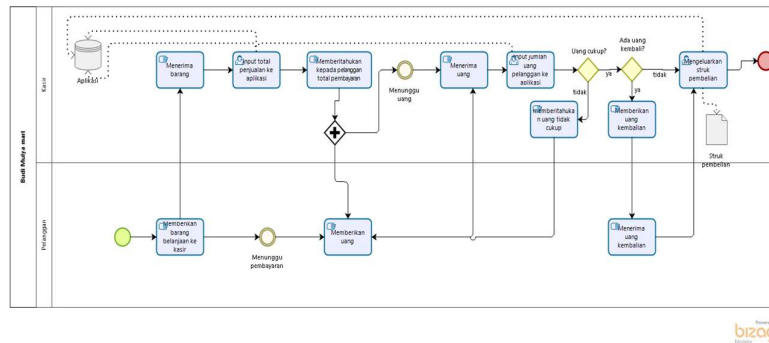 Budi Mulya mart
Kasir
Pelanggan
Aplikasi
Menerima
barang
Input total
penjualan ke
aplikasi
Memberitahukan
kepada pelanggan
total pembayaran
Menunggu
uang
Menerima
uang
Input jumlah
uang
pelanggan ke
aplikasi
Uang cukup?
ya
tidak
Ada uang
kembali?
tidak
ya
memberitahuka
n uang tidak
cukup
Memberikan
uang
kembalian
Mengeluarkan
struk
pembelian
Struk
pembelian
Memberikan
barang
belanjaan ke
kasir
Menunggu
pembayaran
Memberikan
uang
Menerima
uang
kembalian